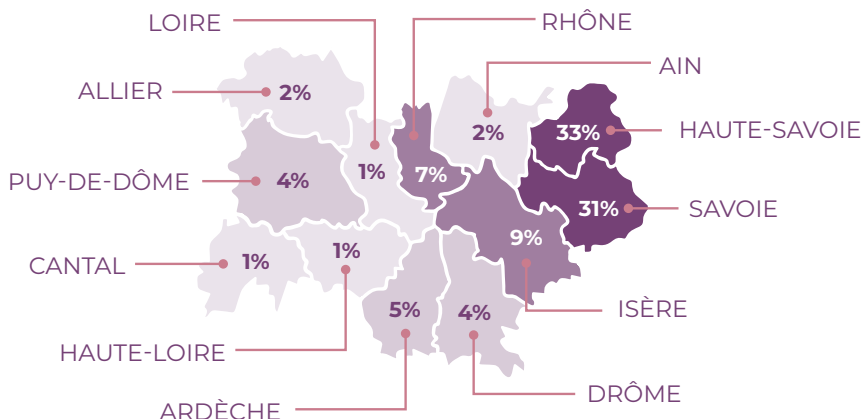 LOIRE
RHÔNE
AIN
ALLIER
2%
2%
33%
HAUTE-SAVOIE
PUY-DE-DÔME
4%
1%
7%
31%
SAVOIE
CANTAL
1%
1%
9%
ISÈRE
5%
4%
HAUTE-LOIRE
DRÔME
ARDÈCHE